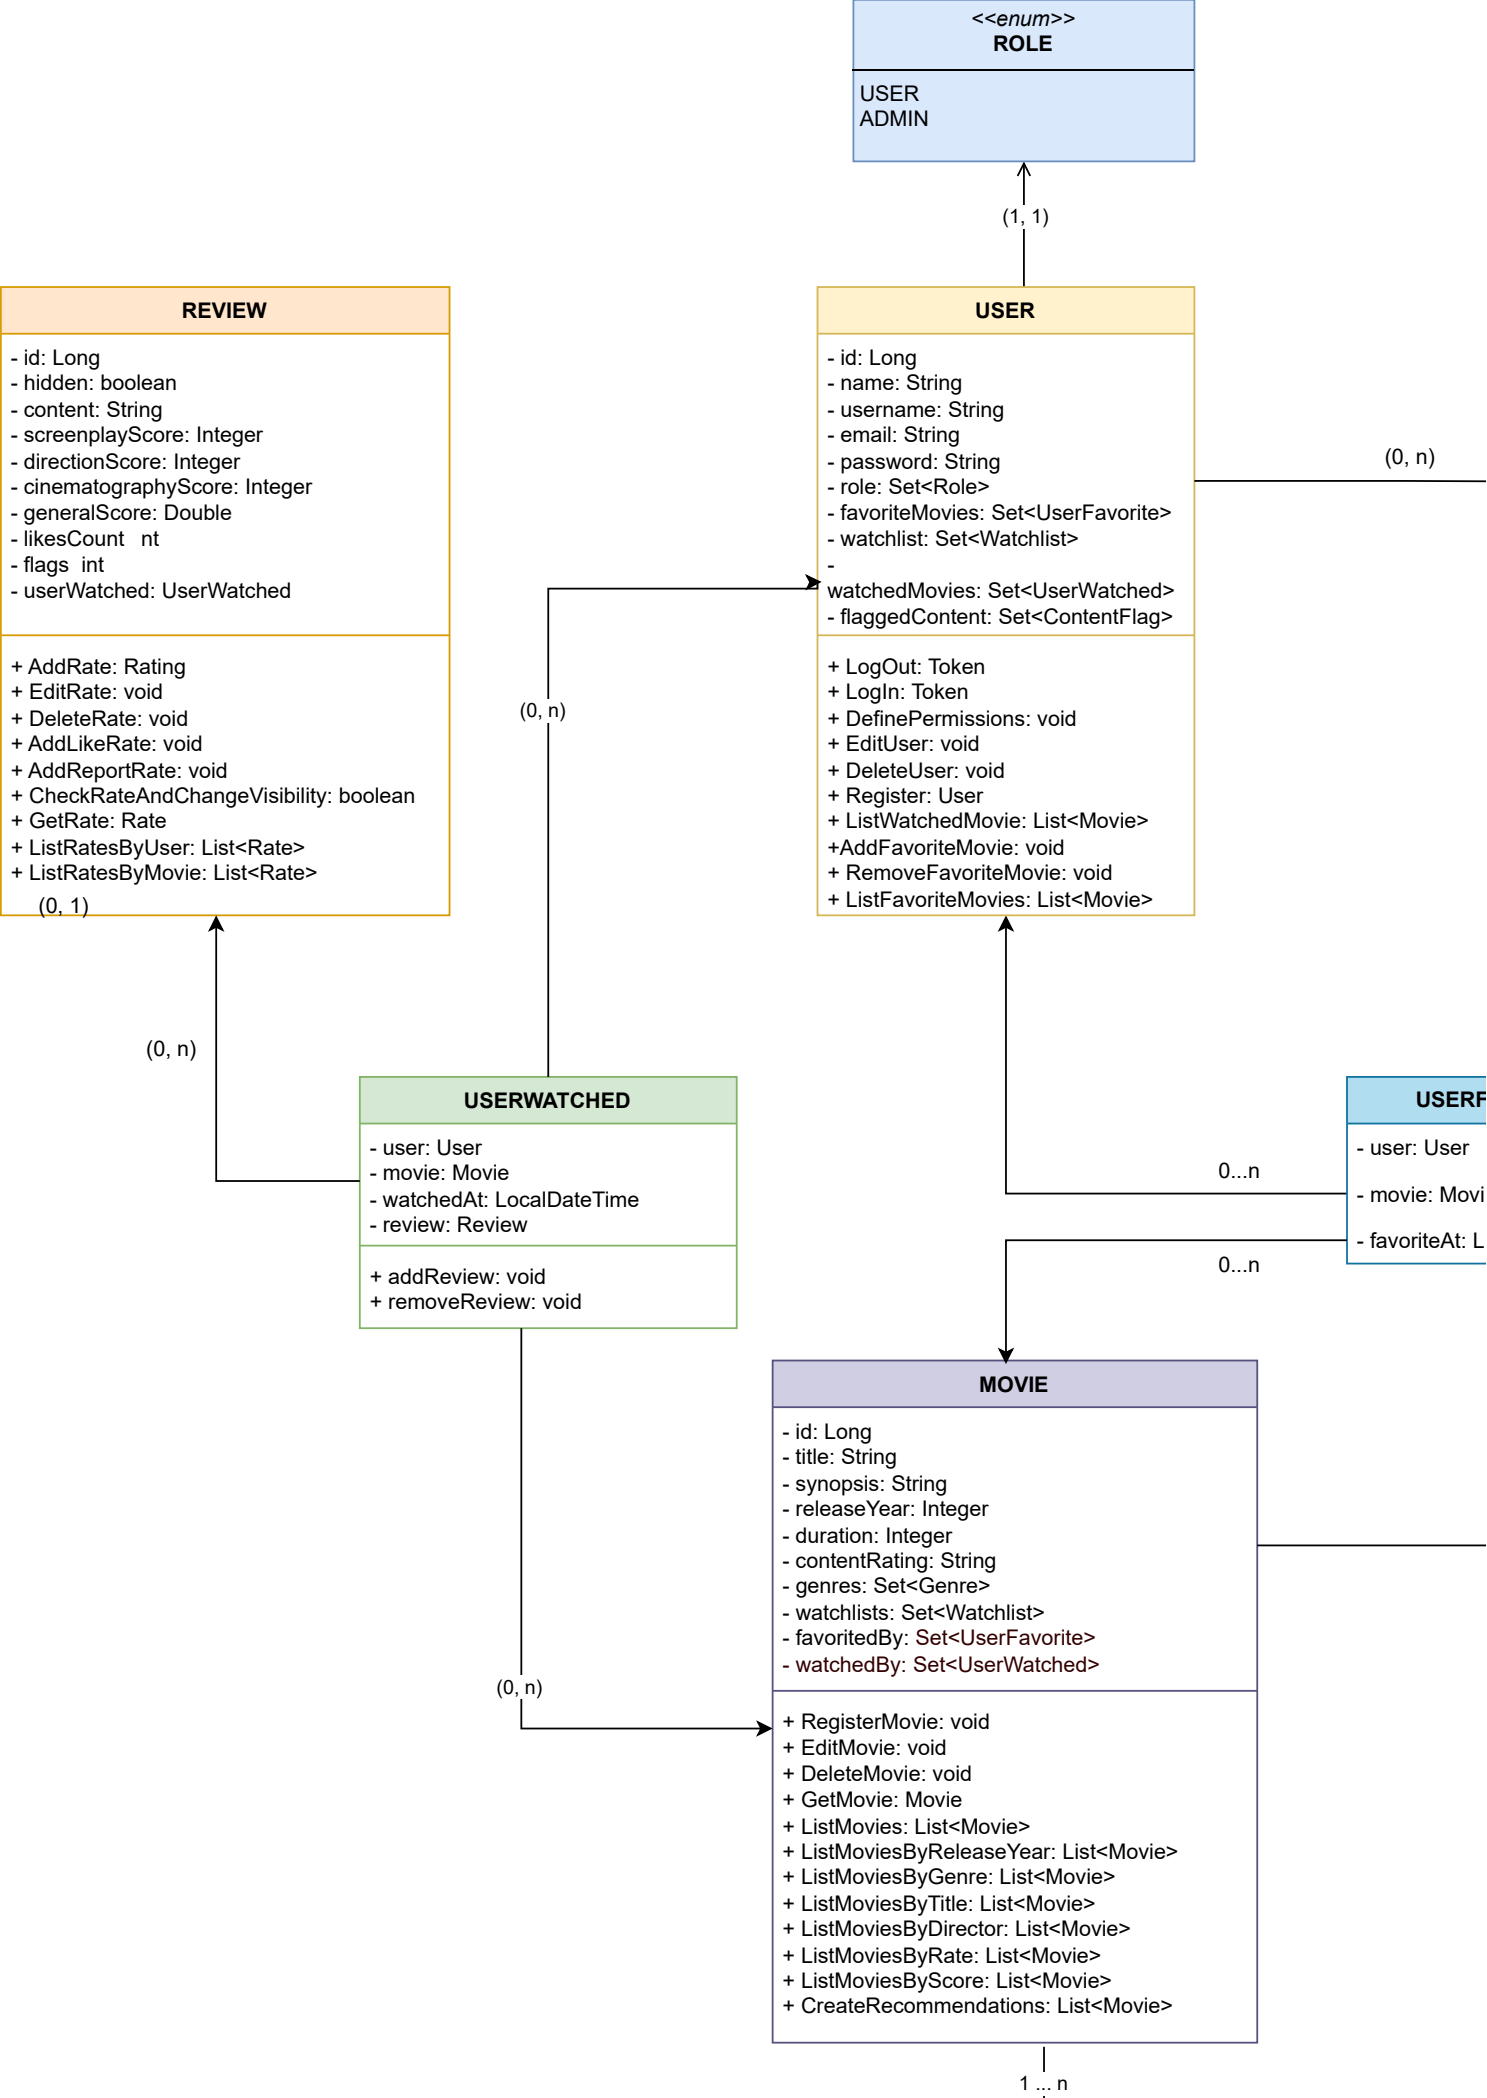 <<enum>>
ROLE
USER
ADMIN
(1, 1)
REVIEW
- id: Long
- hidden: boolean
- content: String
- screenplayScore: Integer
- directionScore: Integer
- cinematographyScore: Integer
- generalScore: Double
- likesCount nt
- flags int
- userWatched: UserWatched
+ AddRate: Rating
+ EditRate: void
+ DeleteRate: void
+ AddLikeRate: void
+ AddReportRate: void
+ CheckRateAndChangeVisibility: boolean
+ GetRate: Rate
+ ListRatesByUser: List<Rate>
+ ListRatesByMovie: List<Rate>
(0, 1)
USER
- id: Long
- name: String
- username: String
- email: String
- password: String
- role: Set<Role>
- favoriteMovies: Set<UserFavorite>
- watchlist: Set<Watchlist>
-
watchedMovies: Set<UserWatched>
- flaggedContent: Set<ContentFlag>
+ LogOut: Token
+ LogIn: Token
+ DefinePermissions: void
+ EditUser: void
+ DeleteUser: void
+ Register: User
+ ListWatchedMovie: List<Movie>
+AddFavoriteMovie: void
+ RemoveFavoriteMovie: void
+ ListFavoriteMovies: List<Movie>
(0, n)
(0, n)
(0, n)
USERWATCHED
- user: User
- movie: Movie
- watchedAt: LocalDateTime
- review: Review
+ addReview: void
+ removeReview: void
USERF
- user: User
- movie: Movi
- favoriteAt: L
0...n
0...n
MOVIE
- id: Long
- title: String
- synopsis: String
- releaseYear: Integer
- duration: Integer
- contentRating: String
- genres: Set<Genre>
- watchlists: Set<Watchlist>
- favoritedBy: Set<UserFavorite>
- watchedBy: Set<UserWatched>
+ RegisterMovie: void
+ EditMovie: void
+ DeleteMovie: void
+ GetMovie: Movie
+ ListMovies: List<Movie>
+ ListMoviesByReleaseYear: List<Movie>
+ ListMoviesByGenre: List<Movie>
+ ListMoviesByTitle: List<Movie>
+ ListMoviesByDirector: List<Movie>
+ ListMoviesByRate: List<Movie>
+ ListMoviesByScore: List<Movie>
+ CreateRecommendations: List<Movie>
(0, n)
1 ... n